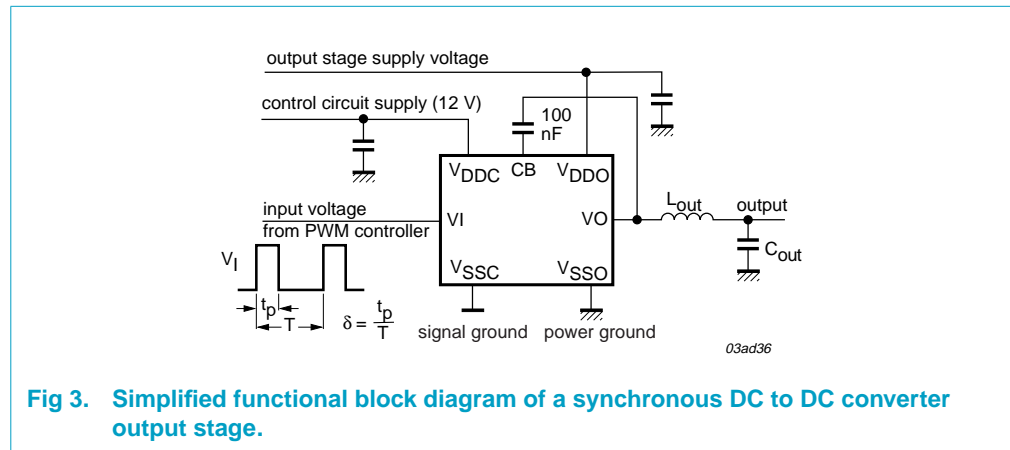 output stage supply voltage
control circuit supply (12 V)
100
nF
VDDC CB VDDO
input voltage
from PWM controller
VI
VO
Lout
output
Cout
VI
VSSC VSSO
tp
T
δ = tp
T
signal ground power ground
03ad36
Fig 3. Simplified functional block diagram of a synchronous DC to DC converter
output stage.